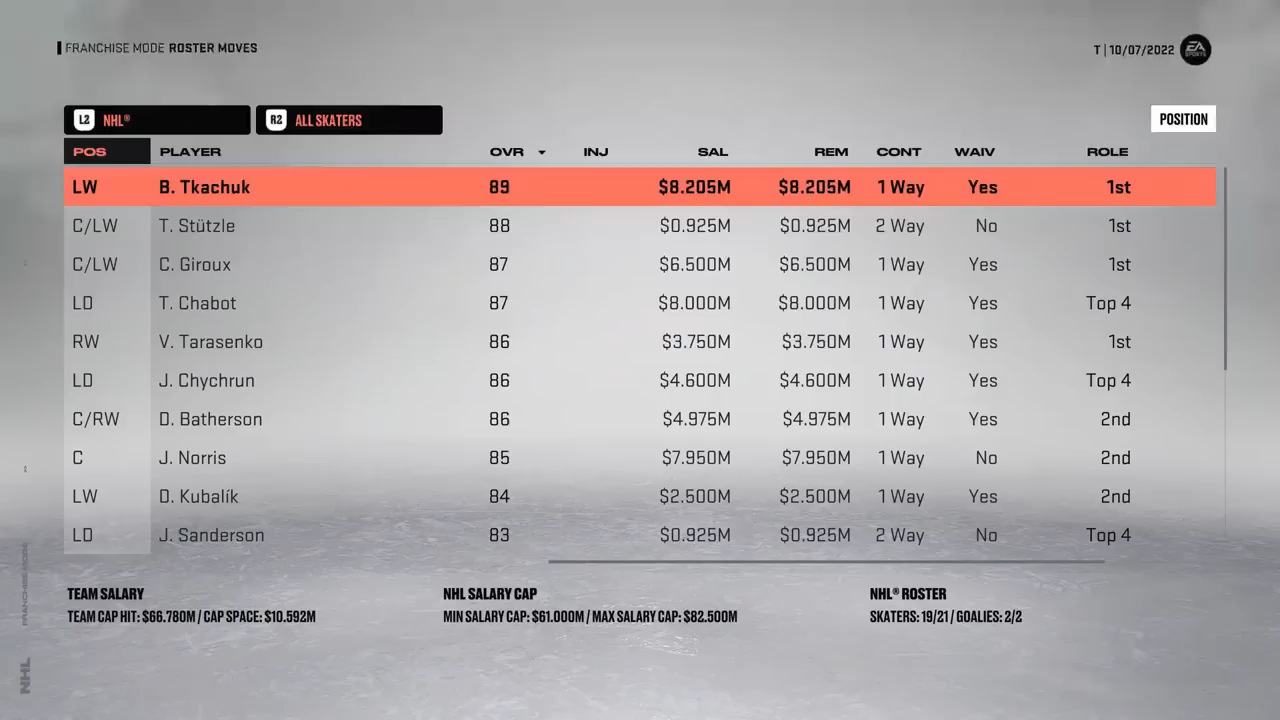 FRANCHISE MODE ROSTER MOVES
T | 10/07/2022
EA SPORTS
L2 NHL® R2 ALL SKATERS
POSITION
POS PLAYER OVR INJ SAL REM CONT WAIV ROLE
LW B. Tkachuk 89 $8.205M $8.205M 1 Way Yes 1st
C/LW T. Stützle 88 $0.925M $0.925M 2 Way No 1st
C/LW C. Giroux 87 $6.500M $6.500M 1 Way Yes 1st
LD T. Chabot 87 $8.000M $8.000M 1 Way Yes Top 4
RW V. Tarasenko 86 $3.750M $3.750M 1 Way Yes 1st
LD J. Chychrun 86 $4.600M $4.600M 1 Way Yes Top 4
C/RW D. Batherson 86 $4.975M $4.975M 1 Way Yes 2nd
C J. Norris 85 $7.950M $7.950M 1 Way No 2nd
LW D. Kubalík 84 $2.500M $2.500M 1 Way Yes 2nd
LD J. Sanderson 83 $0.925M $0.925M 2 Way No Top 4
TEAM SALARY
TEAM CAP HIT: $66.780M / CAP SPACE: $10.592M
NHL SALARY CAP
MIN SALARY CAP: $61.000M / MAX SALARY CAP: $82.500M
NHL® ROSTER
SKATERS: 19/21 / GOALIES: 2/2
FRANCHISE MODE
NHL